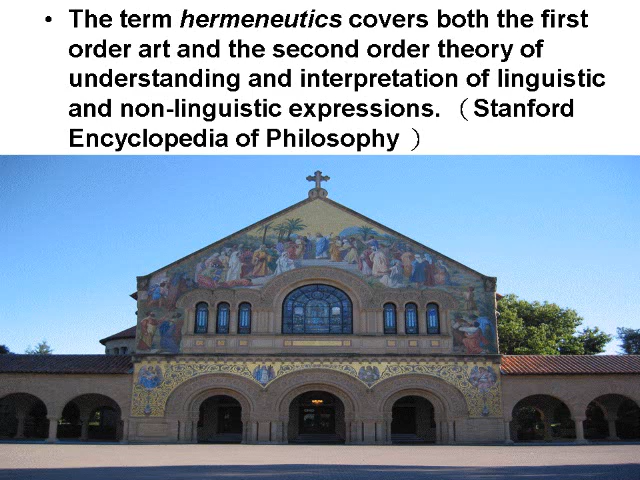 • The term hermeneutics covers both the first
order art and the second order theory of
understanding and interpretation of linguistic
and non-linguistic expressions. （Stanford
Encyclopedia of Philosophy ）